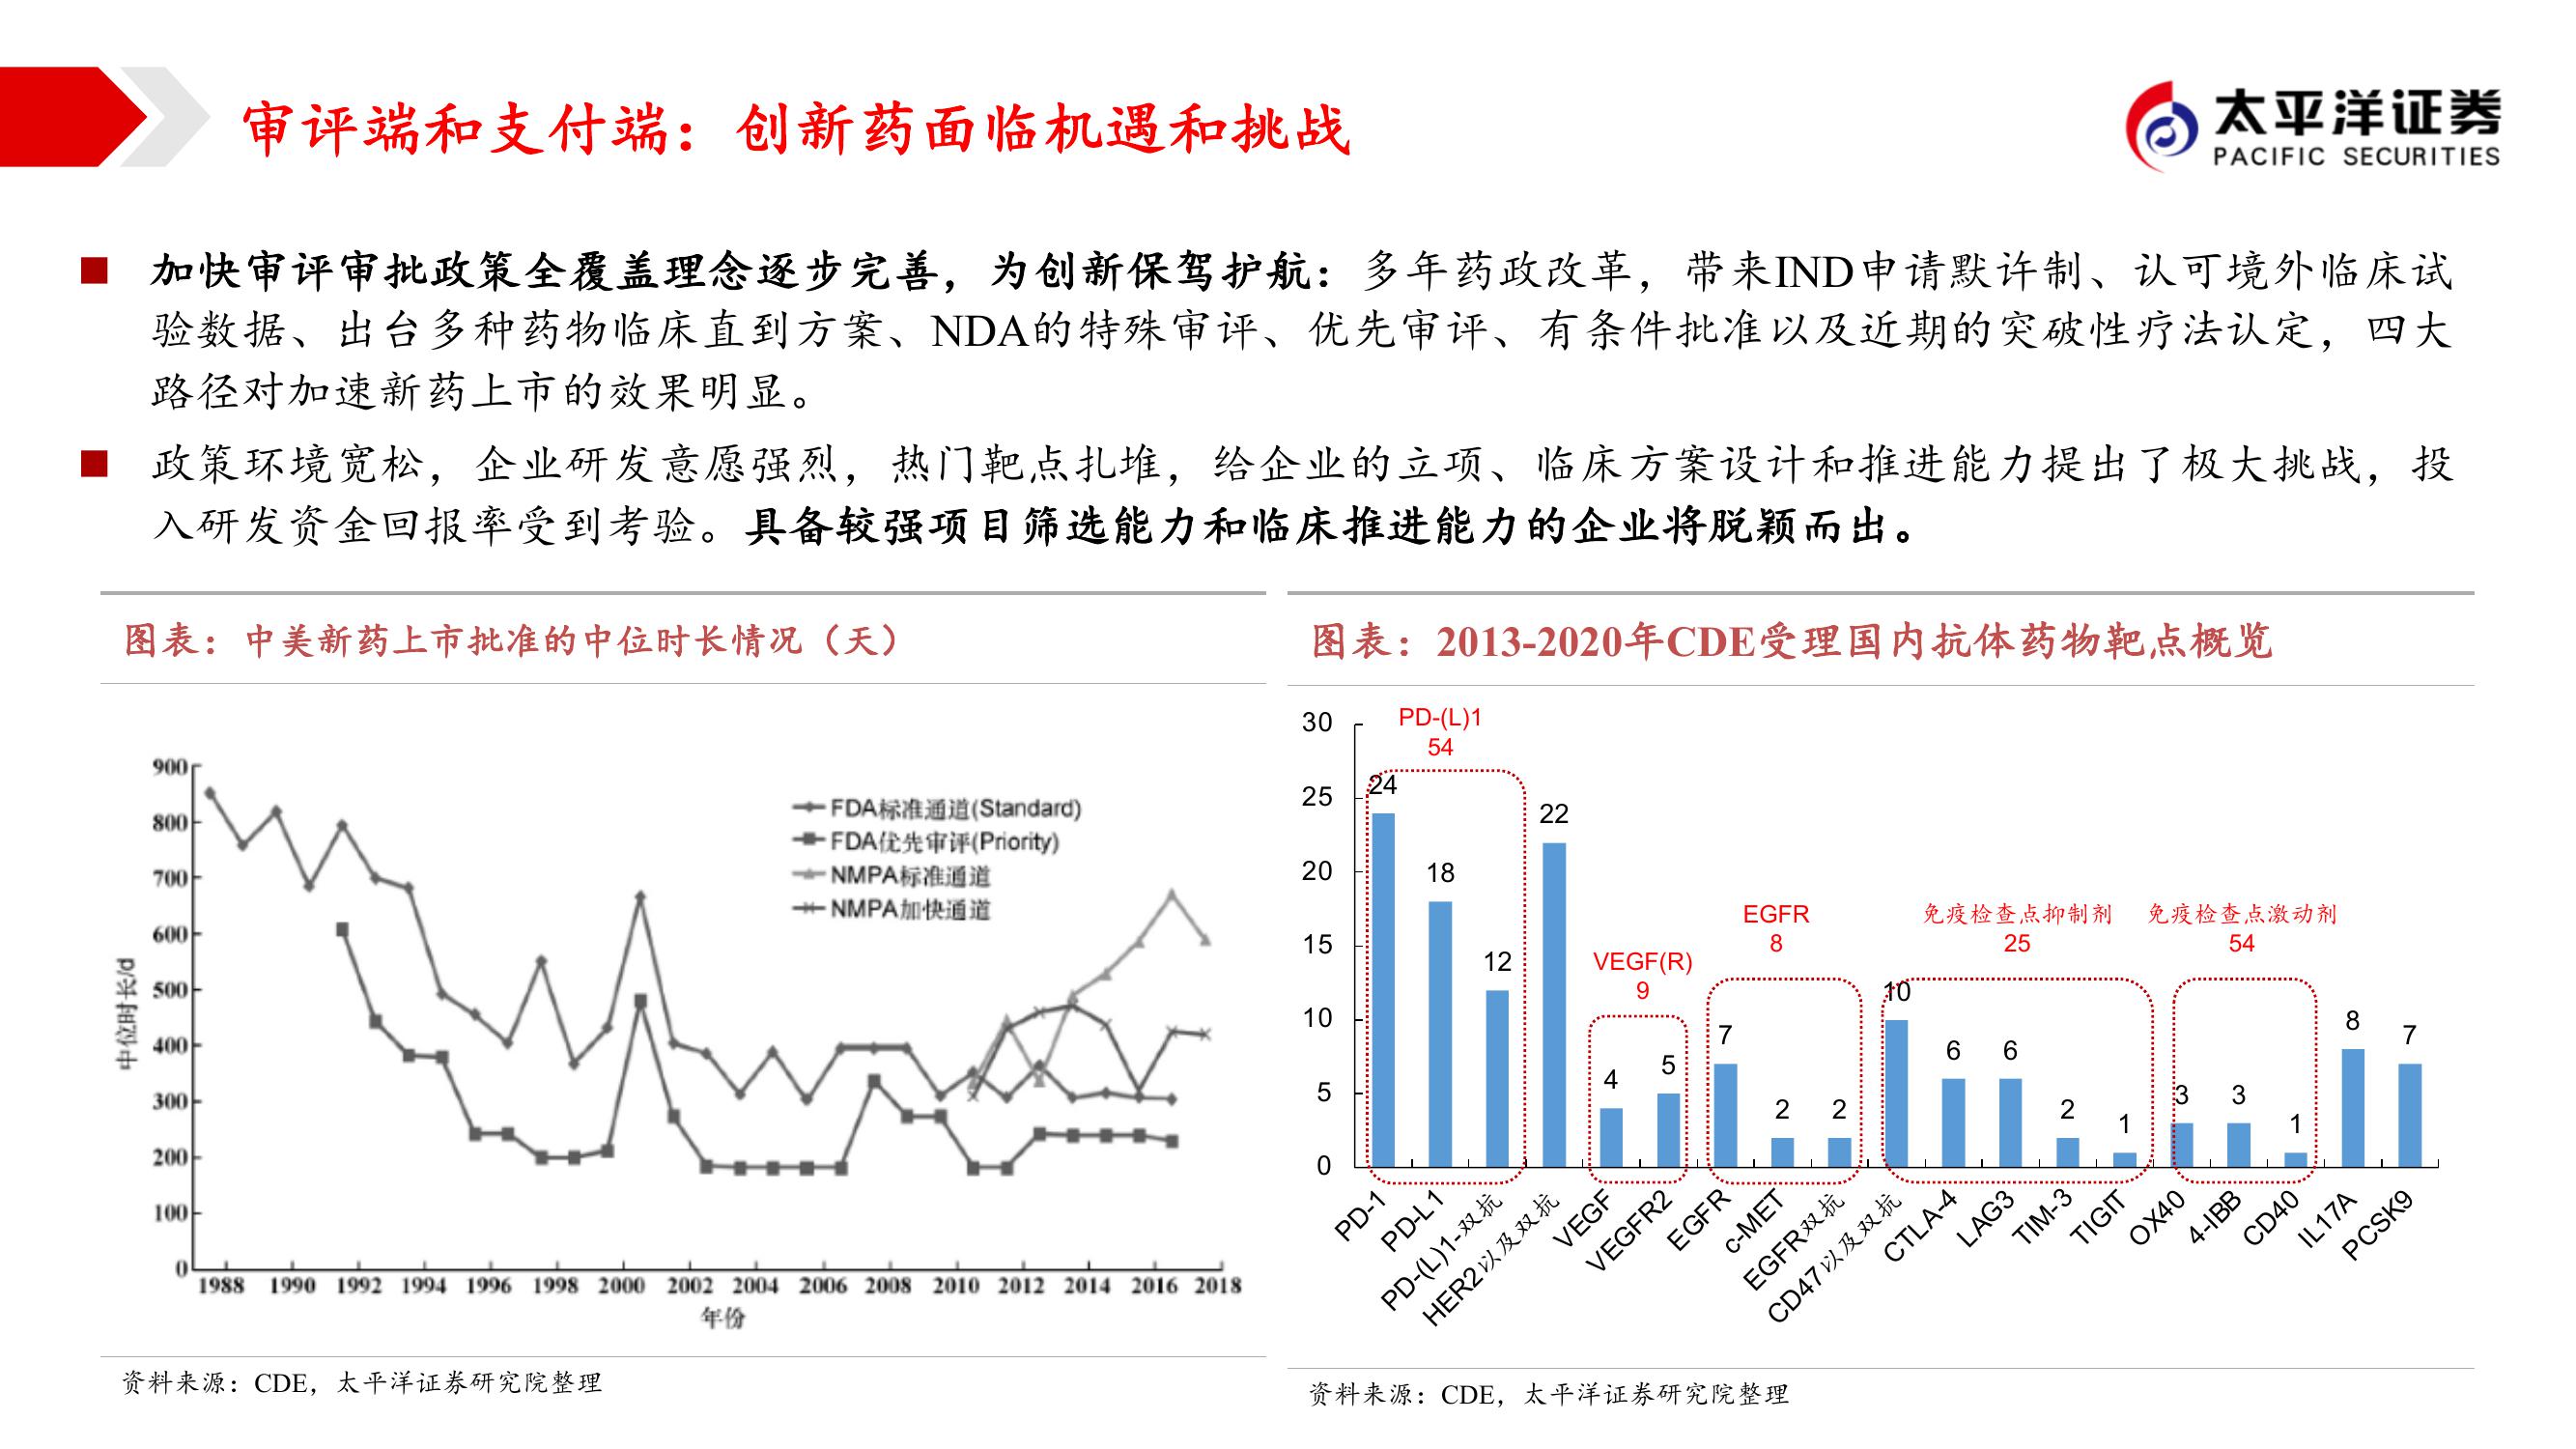 审评端和支付端：创新药面临机遇和挑战
太平洋证券
PACIFIC SECURITIES
加快审评审批政策全覆盖理念逐步完善，为创新保驾护航：多年药政改革，带来IND申请默许制、认可境外临床试
验数据、出台多种药物临床直到方案、NDA的特殊审评、优先审评、有条件批准以及近期的突破性疗法认定，四大
路径对加速新药上市的效果明显。
政策环境宽松，企业研发意愿强烈，热门靶点扎堆，给企业的立项、临床方案设计和推进能力提出了极大挑战，投
入研发资金回报率受到考验。具备较强项目筛选能力和临床推进能力的企业将脱颖而出。
图表：中美新药上市批准的中位时长情况（天）
900
800
700
600
500
400
300
200
100
0
中位时长/d
FDA标准通道(Standard)
FDA优先审评(Priority)
NMPA标准通道
NMPA加快通道
1988 1990 1992 1994 1996 1998 2000 2002 2004 2006 2008 2010 2012 2014 2016 2018
年份
资料来源：CDE，太平洋证券研究院整理
图表：2013-2020年CDE受理国内抗体药物靶点概览
30
25
20
15
10
5
0
PD-(L)1
54
VEGF(R)
9
EGFR
8
免疫检查点抑制剂
25
免疫检查点激动剂
54
24
18
12
22
4
5
7
2
2
10
6
6
2
1
3
3
1
8
7
PD-1
PD-L1
PD-(L)1-双抗
HER2以及双抗
VEGF
VEGFR2
EGFR
c-MET
EGFR双抗
CD47以及双抗
CTLA-4
LAG3
TIM-3
TIGIT
OX40
4-IBB
CD40
IL17A
PCSK9
资料来源：CDE，太平洋证券研究院整理